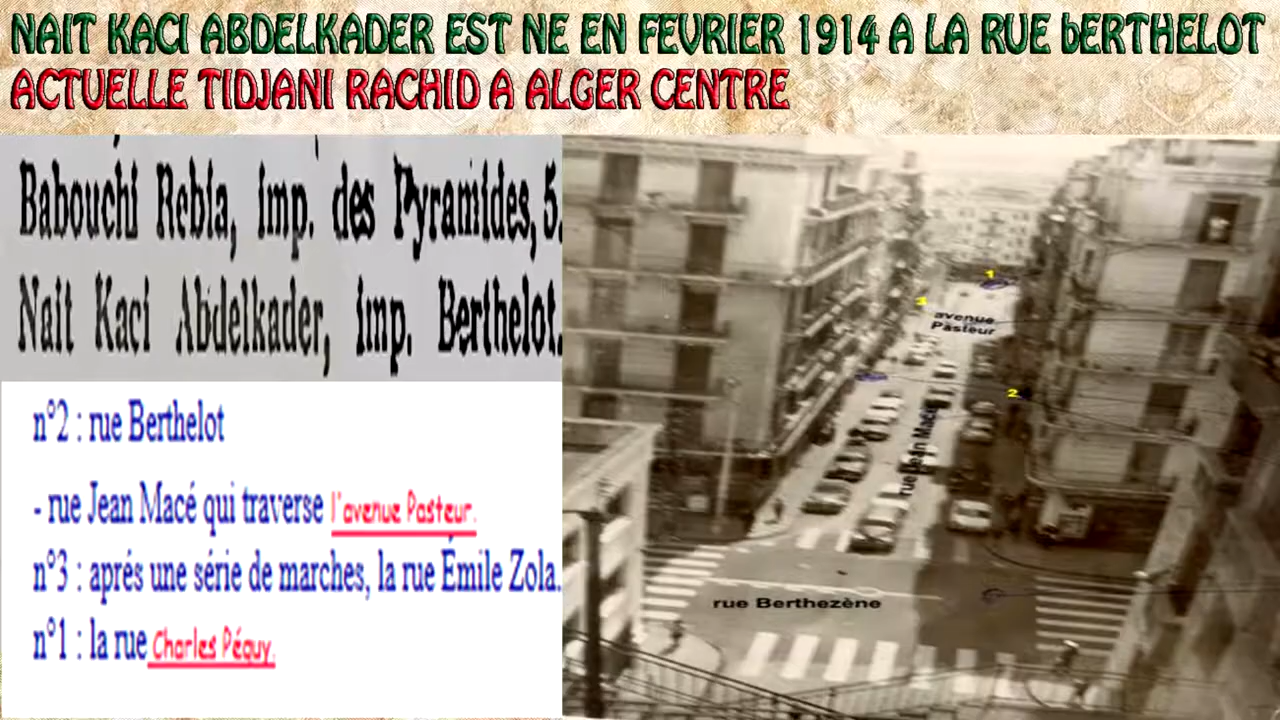 NAIT KACI ABDELKADER EST NE EN FEVRIER 1914 A LA RUE bERTHELOT
ACTUELLE TIDJANI RACHID A ALGER CENTRE
Babouchi Rebia, imp. des Pyramides, 5.
Nait Kaci Abdelkader, imp. Berthelot.
n°2 : rue Berthelot
- rue Jean Macé qui traverse l'avenue Pasteur.
n°3 : aprés une série de marches, la rue Émile Zola.
n°1 : la rue Charles Péguy.
1
3
avenue
Pasteur
2
rue Jean Macé
rue Berthezène